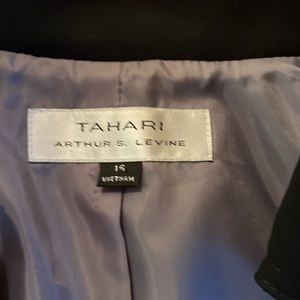 TAHARI
ARTHUR S. LEVINE
16
VIETNAM